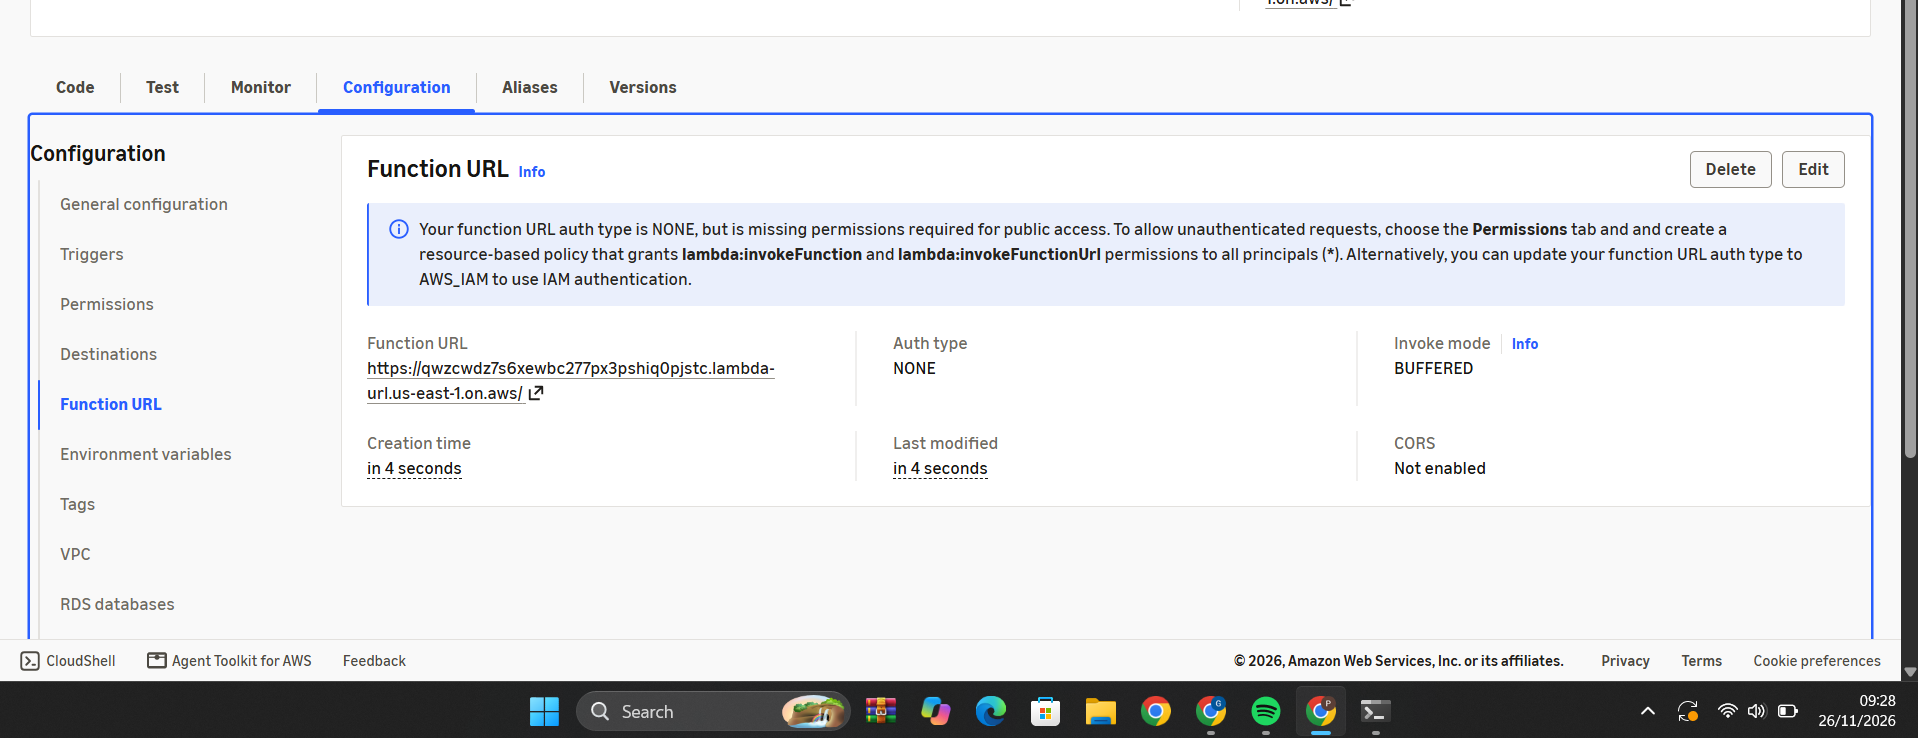 1.on.aws/
Code
Test
Monitor
Configuration
Aliases
Versions
Configuration
General configuration
Triggers
Permissions
Destinations
Function URL
Environment variables
Tags
VPC
RDS databases
Function URL Info
Delete
Edit
Your function URL auth type is NONE, but is missing permissions required for public access. To allow unauthenticated requests, choose the Permissions tab and and create a
resource-based policy that grants lambda:invokeFunction and lambda:invokeFunctionUrl permissions to all principals (*). Alternatively, you can update your function URL auth type to
AWS_IAM to use IAM authentication.
Function URL
https://qwzcwdz7s6xewbc277px3pshiq0pjstc.lambda-
url.us-east-1.on.aws/
Auth type
NONE
Invoke mode Info
BUFFERED
Creation time
in 4 seconds
Last modified
in 4 seconds
CORS
Not enabled
CloudShell
Agent Toolkit for AWS
Feedback
© 2026, Amazon Web Services, Inc. or its affiliates.
Privacy
Terms
Cookie preferences
Search
G
P
09:28
26/11/2026